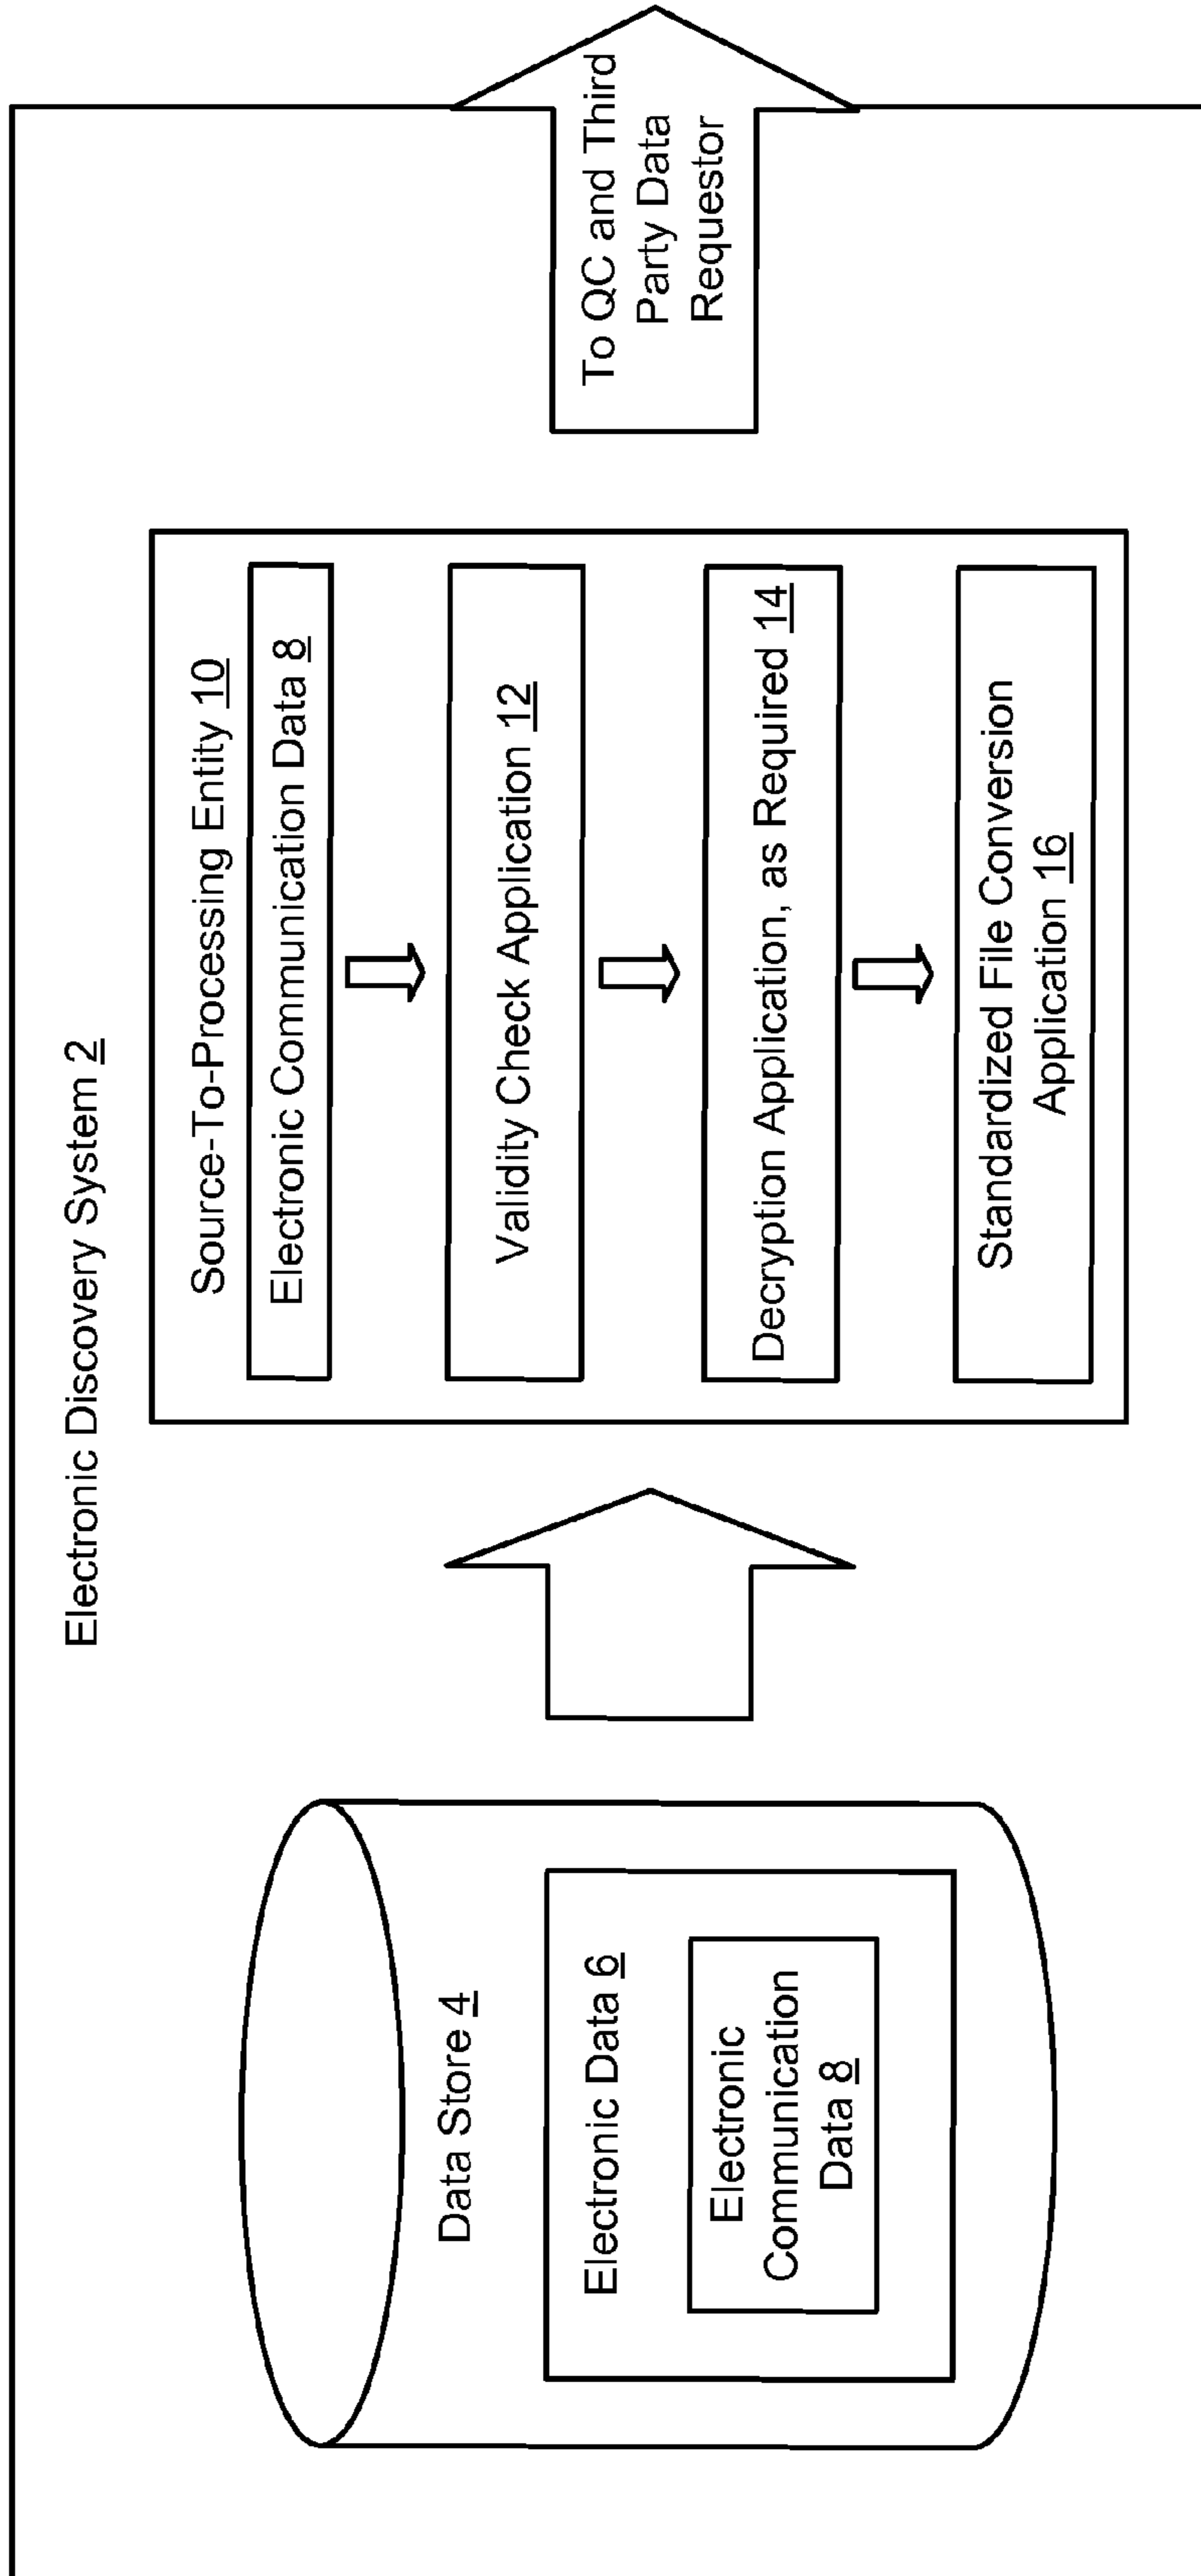 Electronic Discovery System 2
Data Store 4
Electronic Data 6
Electronic
Communication
Data 8
Source-To-Processing Entity 10
Electronic Communication Data 8
Validity Check Application 12
Decryption Application, as Required 14
Standardized File Conversion
Application 16
To QC and Third
Party Data
Requestor